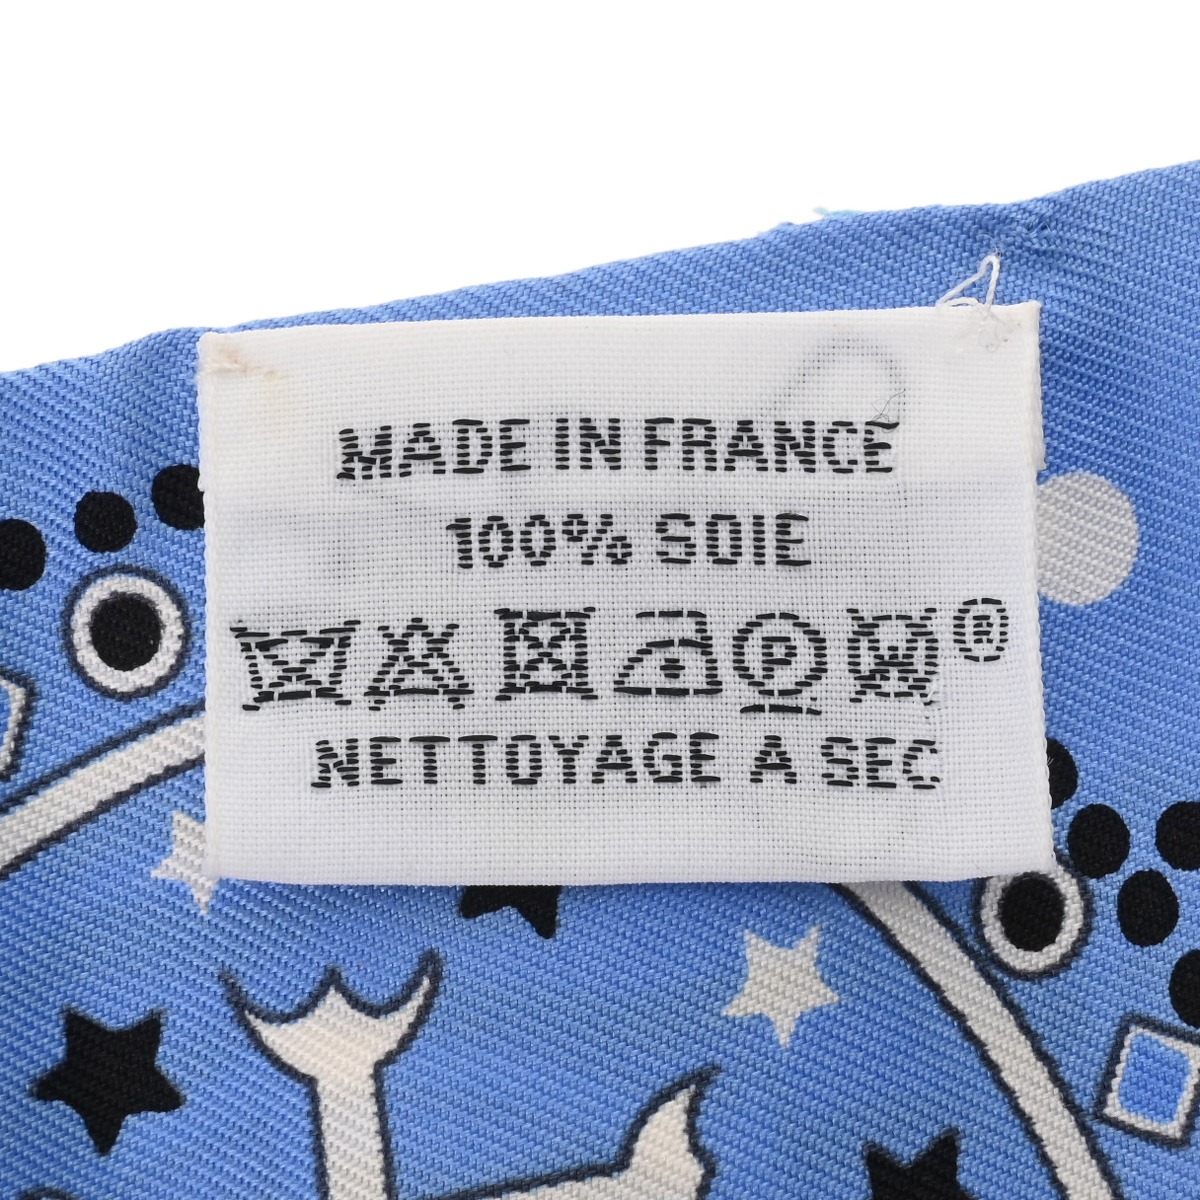 MADE IN FRANCE
100% SOIE
P ®
NETTOYAGE A SEC